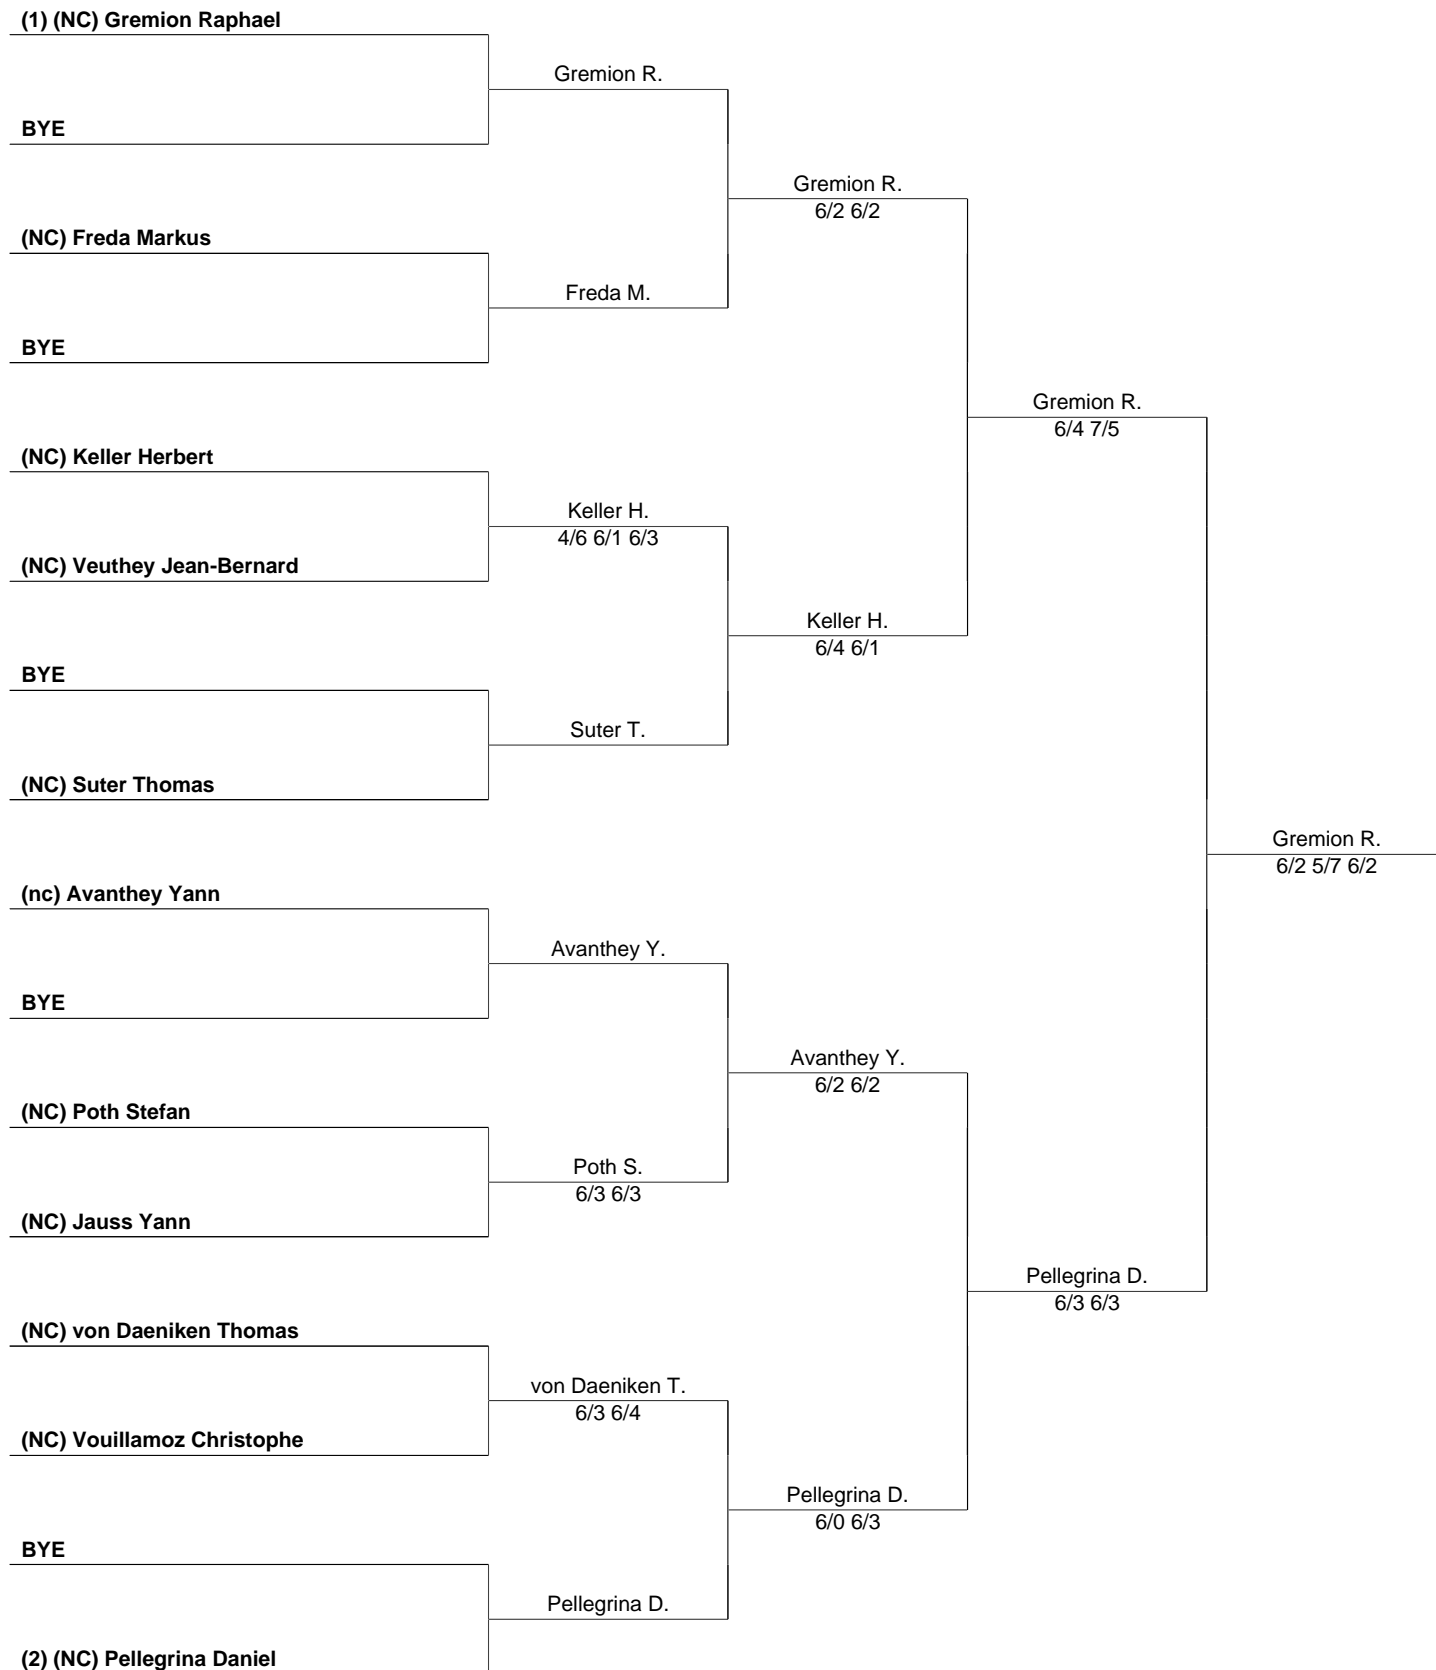 (1) (NC) Gremion Raphael
Gremion R.
BYE
Gremion R.
6/2 6/2
(NC) Freda Markus
Freda M.
BYE
Gremion R.
6/4 7/5
(NC) Keller Herbert
Keller H.
4/6 6/1 6/3
(NC) Veuthey Jean-Bernard
Keller H.
6/4 6/1
BYE
Suter T.
(NC) Suter Thomas
Gremion R.
6/2 5/7 6/2
(nc) Avanthey Yann
Avanthey Y.
BYE
Avanthey Y.
6/2 6/2
(NC) Poth Stefan
Poth S.
6/3 6/3
(NC) Jauss Yann
Pellegrina D.
6/3 6/3
(NC) von Daeniken Thomas
von Daeniken T.
6/3 6/4
(NC) Vouillamoz Christophe
Pellegrina D.
6/0 6/3
BYE
Pellegrina D.
(2) (NC) Pellegrina Daniel